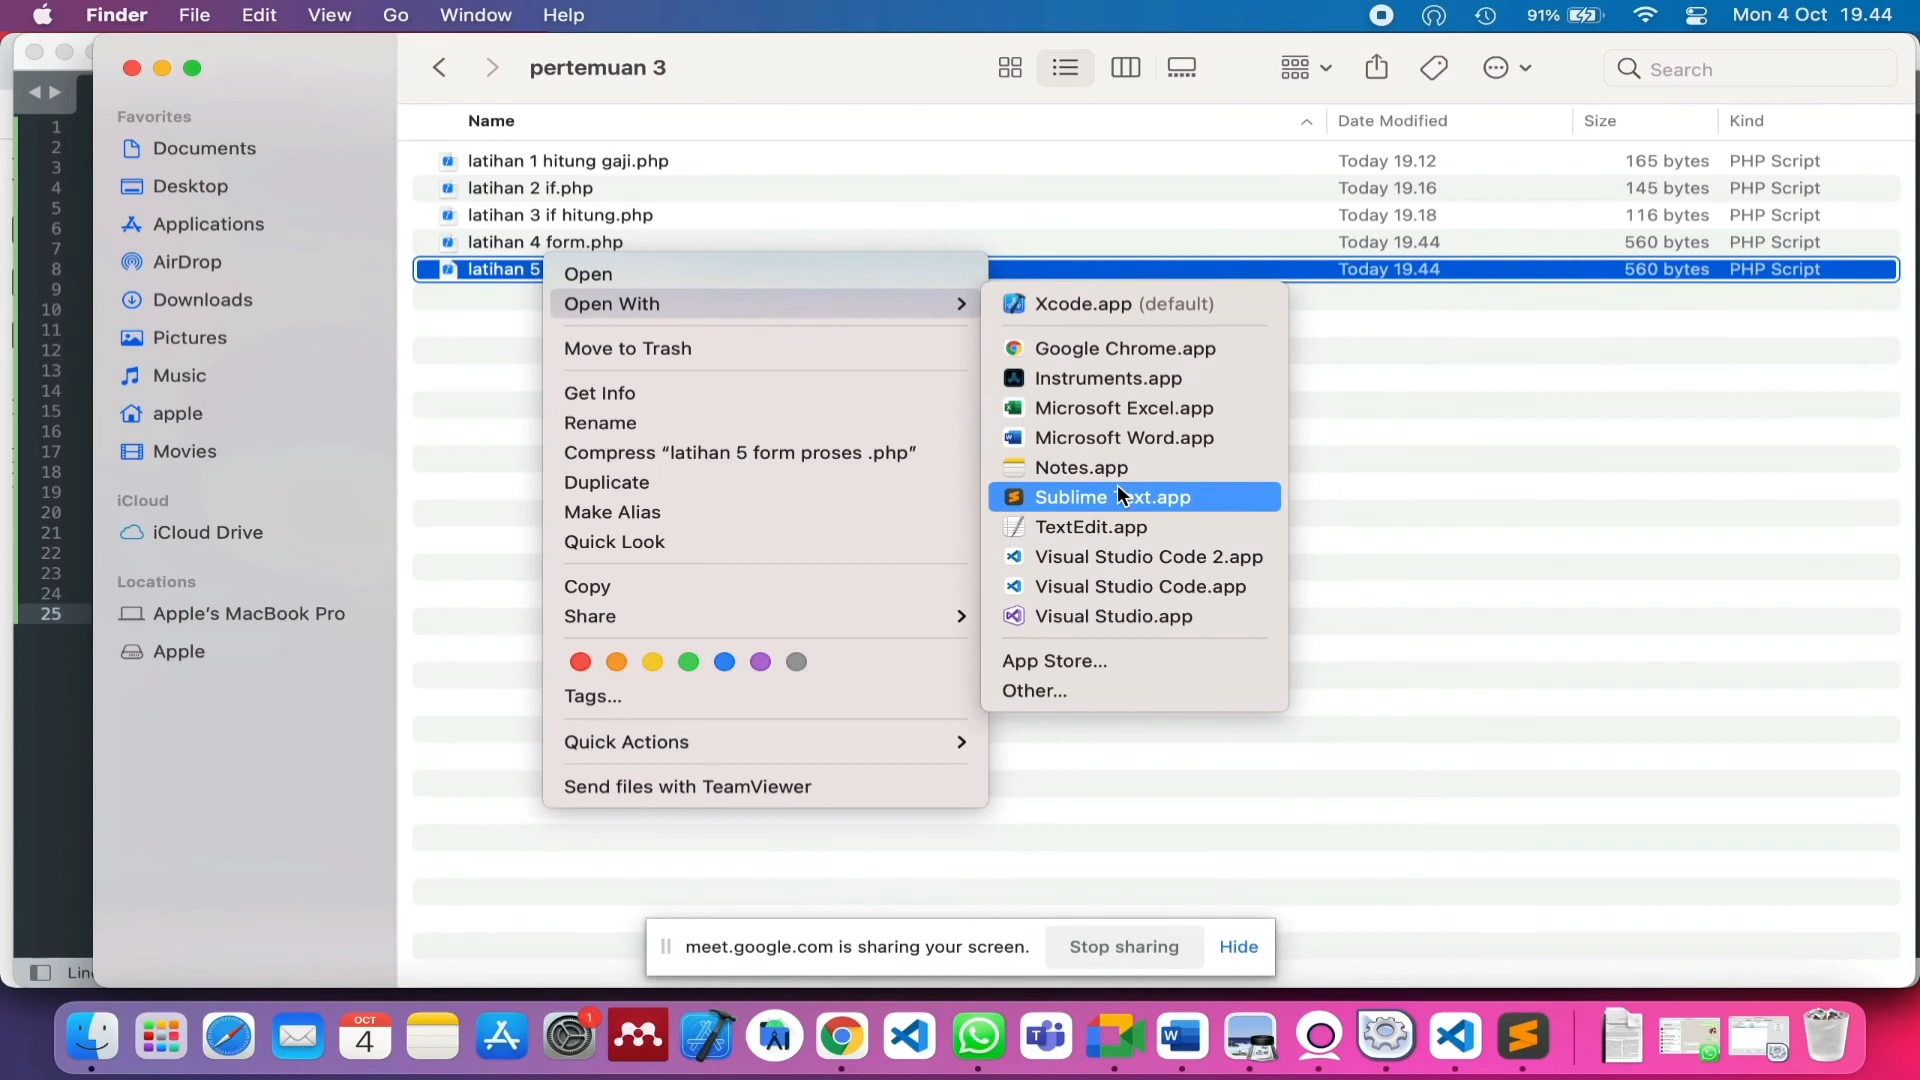 Finder File Edit View Go Window Help 91% Mon 4 Oct 19.44
pertemuan 3 Search
Favorites
Documents
Desktop
Applications
AirDrop
Downloads
Pictures
Music
apple
Movies
iCloud
iCloud Drive
Locations
Apple's MacBook Pro
Apple
1
2
3
4
5
6
7
8
9
10
11
12
13
14
15
16
17
18
19
20
21
22
23
24
25
Name Date Modified Size Kind
latihan 1 hitung gaji.php Today 19.12 165 bytes PHP Script
latihan 2 if.php Today 19.16 145 bytes PHP Script
latihan 3 if hitung.php Today 19.18 116 bytes PHP Script
latihan 4 form.php Today 19.44 560 bytes PHP Script
latihan 5 Today 19.44 560 bytes PHP Script
Open
Open With
Move to Trash
Get Info
Rename
Compress “latihan 5 form proses .php”
Duplicate
Make Alias
Quick Look
Copy
Share
Tags...
Quick Actions
Send files with TeamViewer
Xcode.app (default)
Google Chrome.app
Instruments.app
Microsoft Excel.app
Microsoft Word.app
Notes.app
Sublime Text.app
TextEdit.app
Visual Studio Code 2.app
Visual Studio Code.app
Visual Studio.app
App Store...
Other...
meet.google.com is sharing your screen. Stop sharing Hide
OCT
4
1